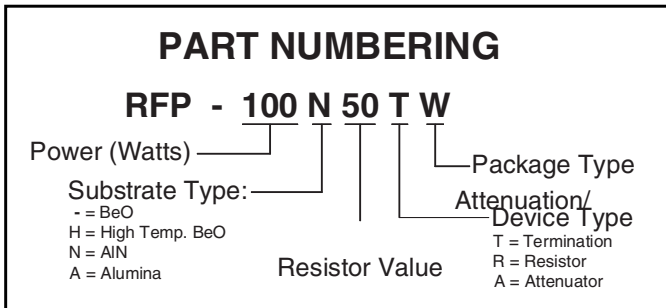 PART NUMBERING
RFP - 100 N 50 T W
Power (Watts)
Package Type
Substrate Type:
- = BeO
H = High Temp. BeO
N = AlN
A = Alumina
Resistor Value
Attenuation/
Device Type
T = Termination
R = Resistor
A = Attenuator